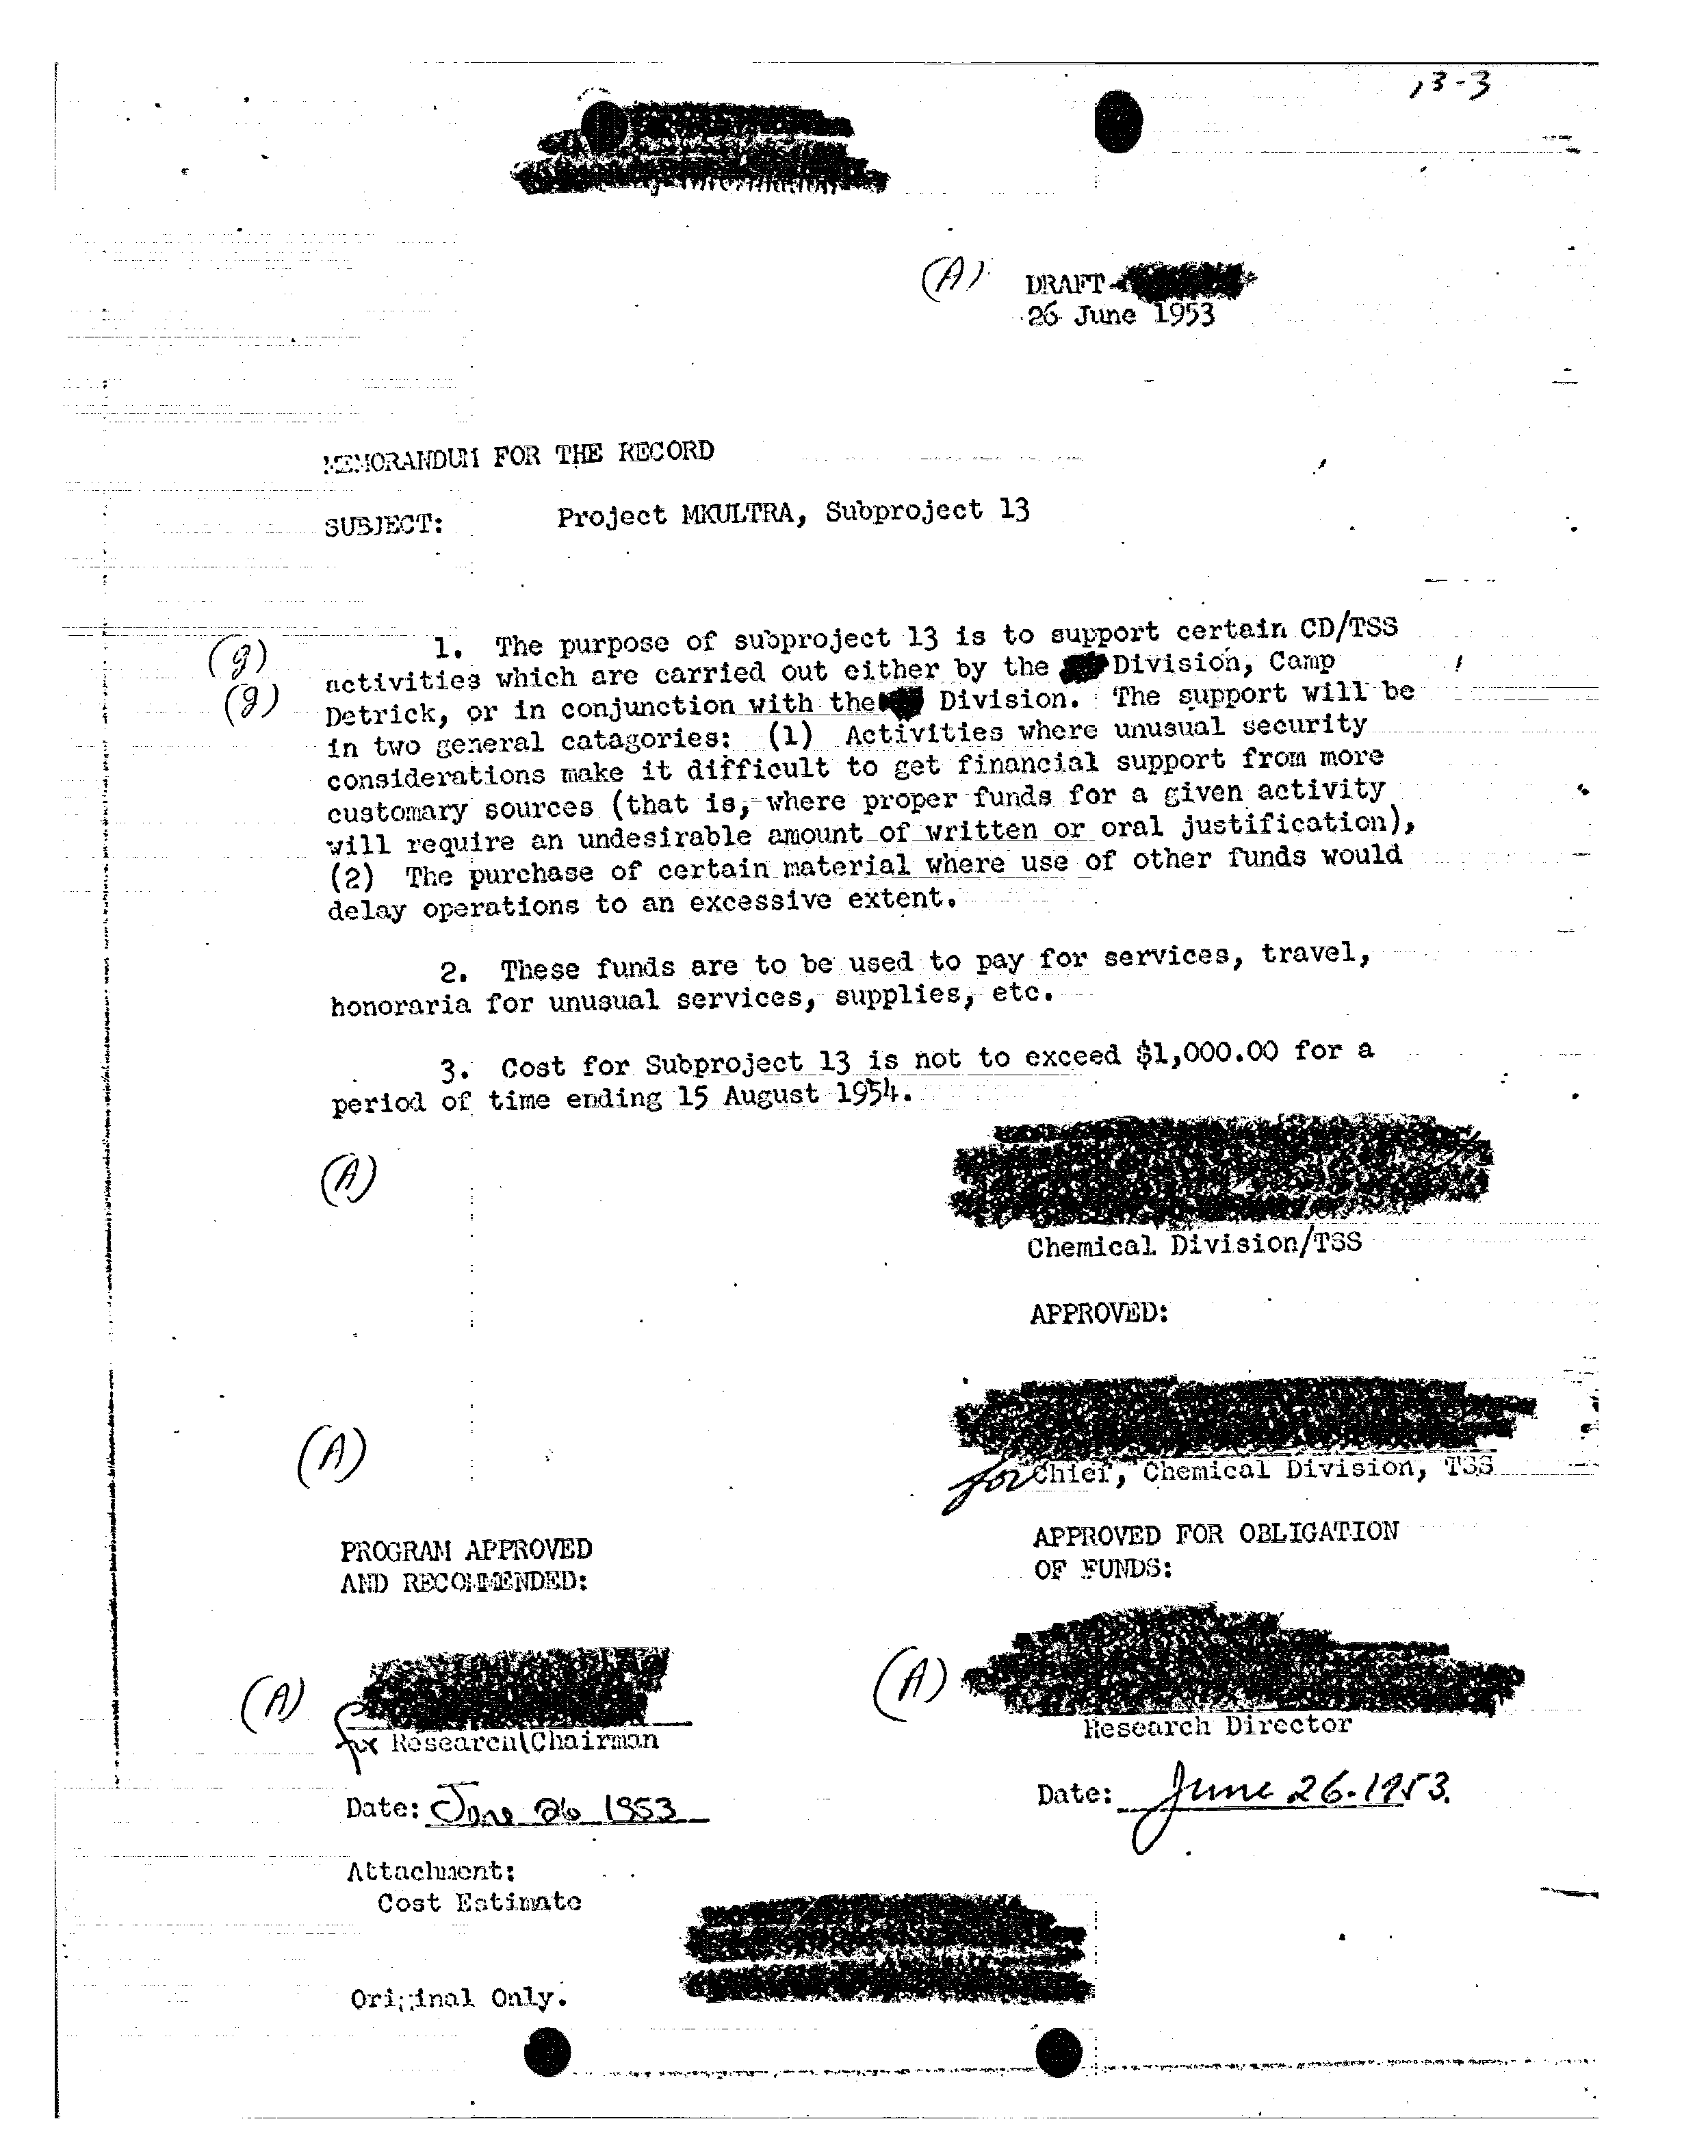 13-3
(A) DRAFT-
26 June 1953
MEMORANDUM FOR THE RECORD
SUBJECT: Project MKULTRA, Subproject 13
(g) 1. The purpose of subproject 13 is to support certain CD/TSS
activities which are carried out either by the Division, Camp
(g) Detrick, or in conjunction with the Division. The support will be
in two general catagories: (1) Activities where unusual security
considerations make it difficult to get financial support from more
customary sources (that is, where proper funds for a given activity
will require an undesirable amount of written or oral justification),
(2) The purchase of certain material where use of other funds would
delay operations to an excessive extent.
2. These funds are to be used to pay for services, travel,
honoraria for unusual services, supplies, etc.
3. Cost for Subproject 13 is not to exceed $1,000.00 for a
period of time ending 15 August 1954.
(A)
Chemical Division/TSS
APPROVED:
(A)
for Chief, Chemical Division, TSS
PROGRAM APPROVED
AND RECOMMENDED:
APPROVED FOR OBLIGATION
OF FUNDS:
(A)
for Research Chairman
Date: June 26 1953
(A)
Research Director
Date: June 26. 1953.
Attachment:
Cost Estimate
Original Only.